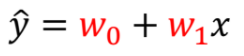 ŷ = w₀ + w₁x